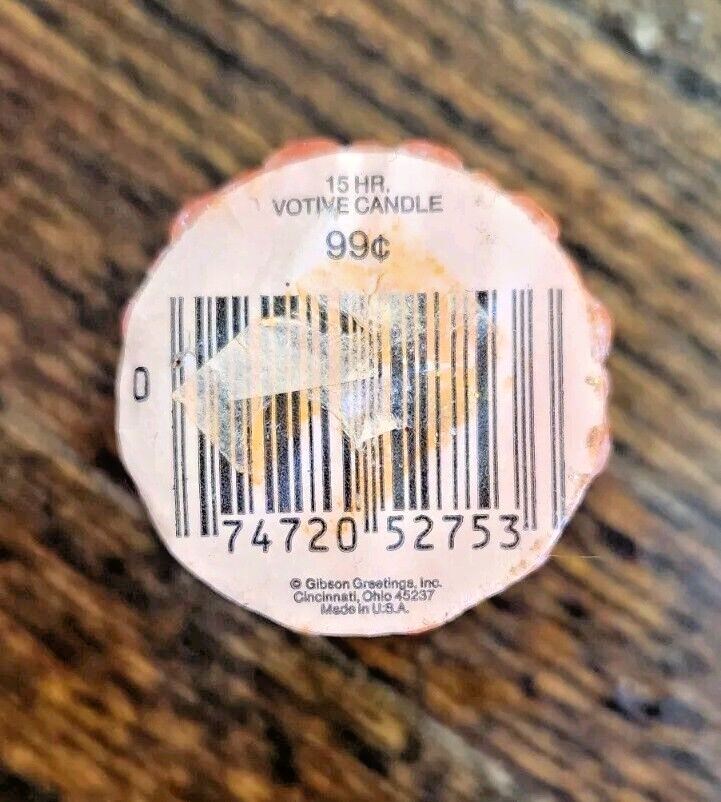 15 HR.
VOTIVE CANDLE
99¢
0 74720 52753
© Gibson Greetings, Inc.
Cincinnati, Ohio 45237
Made in U.S.A.